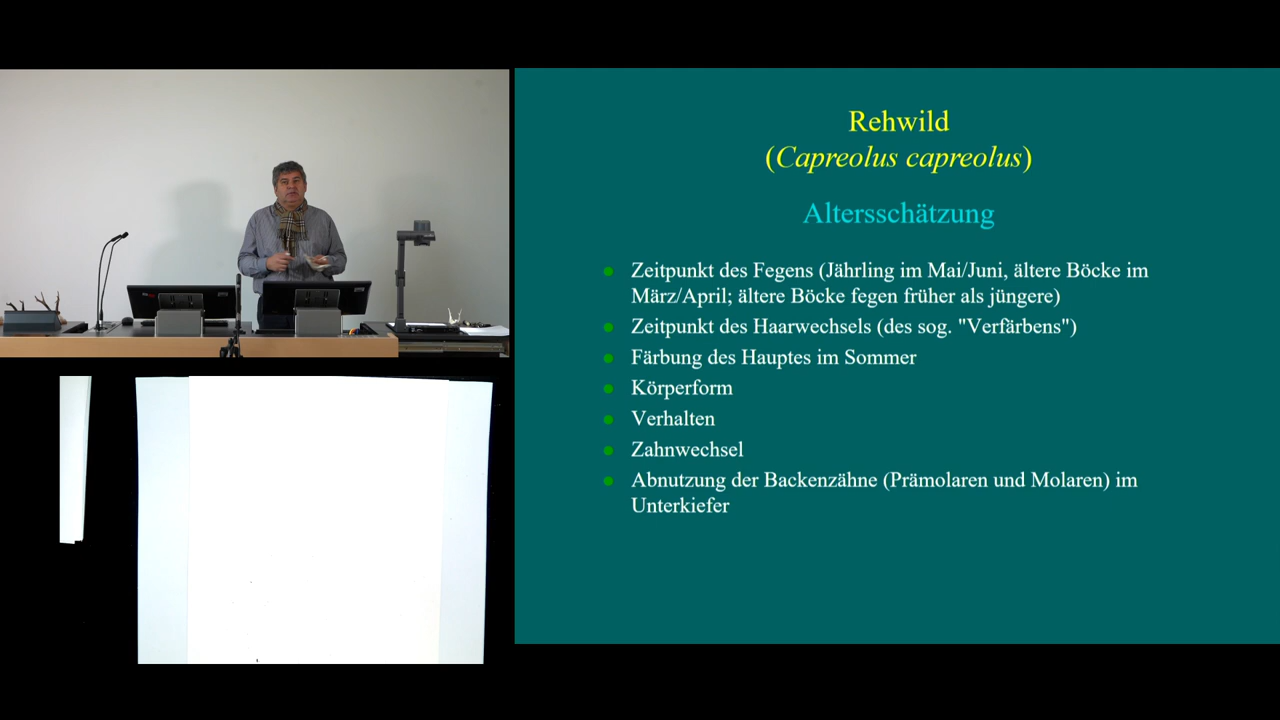 Rehwild
(Capreolus capreolus)
Altersschätzung
Zeitpunkt des Fegens (Jährling im Mai/Juni, ältere Böcke im
März/April; ältere Böcke fegen früher als jüngere)
Zeitpunkt des Haarwechsels (des sog. "Verfärbens")
Färbung des Hauptes im Sommer
Körperform
Verhalten
Zahnwechsel
Abnutzung der Backenzähne (Prämolaren und Molaren) im
Unterkiefer